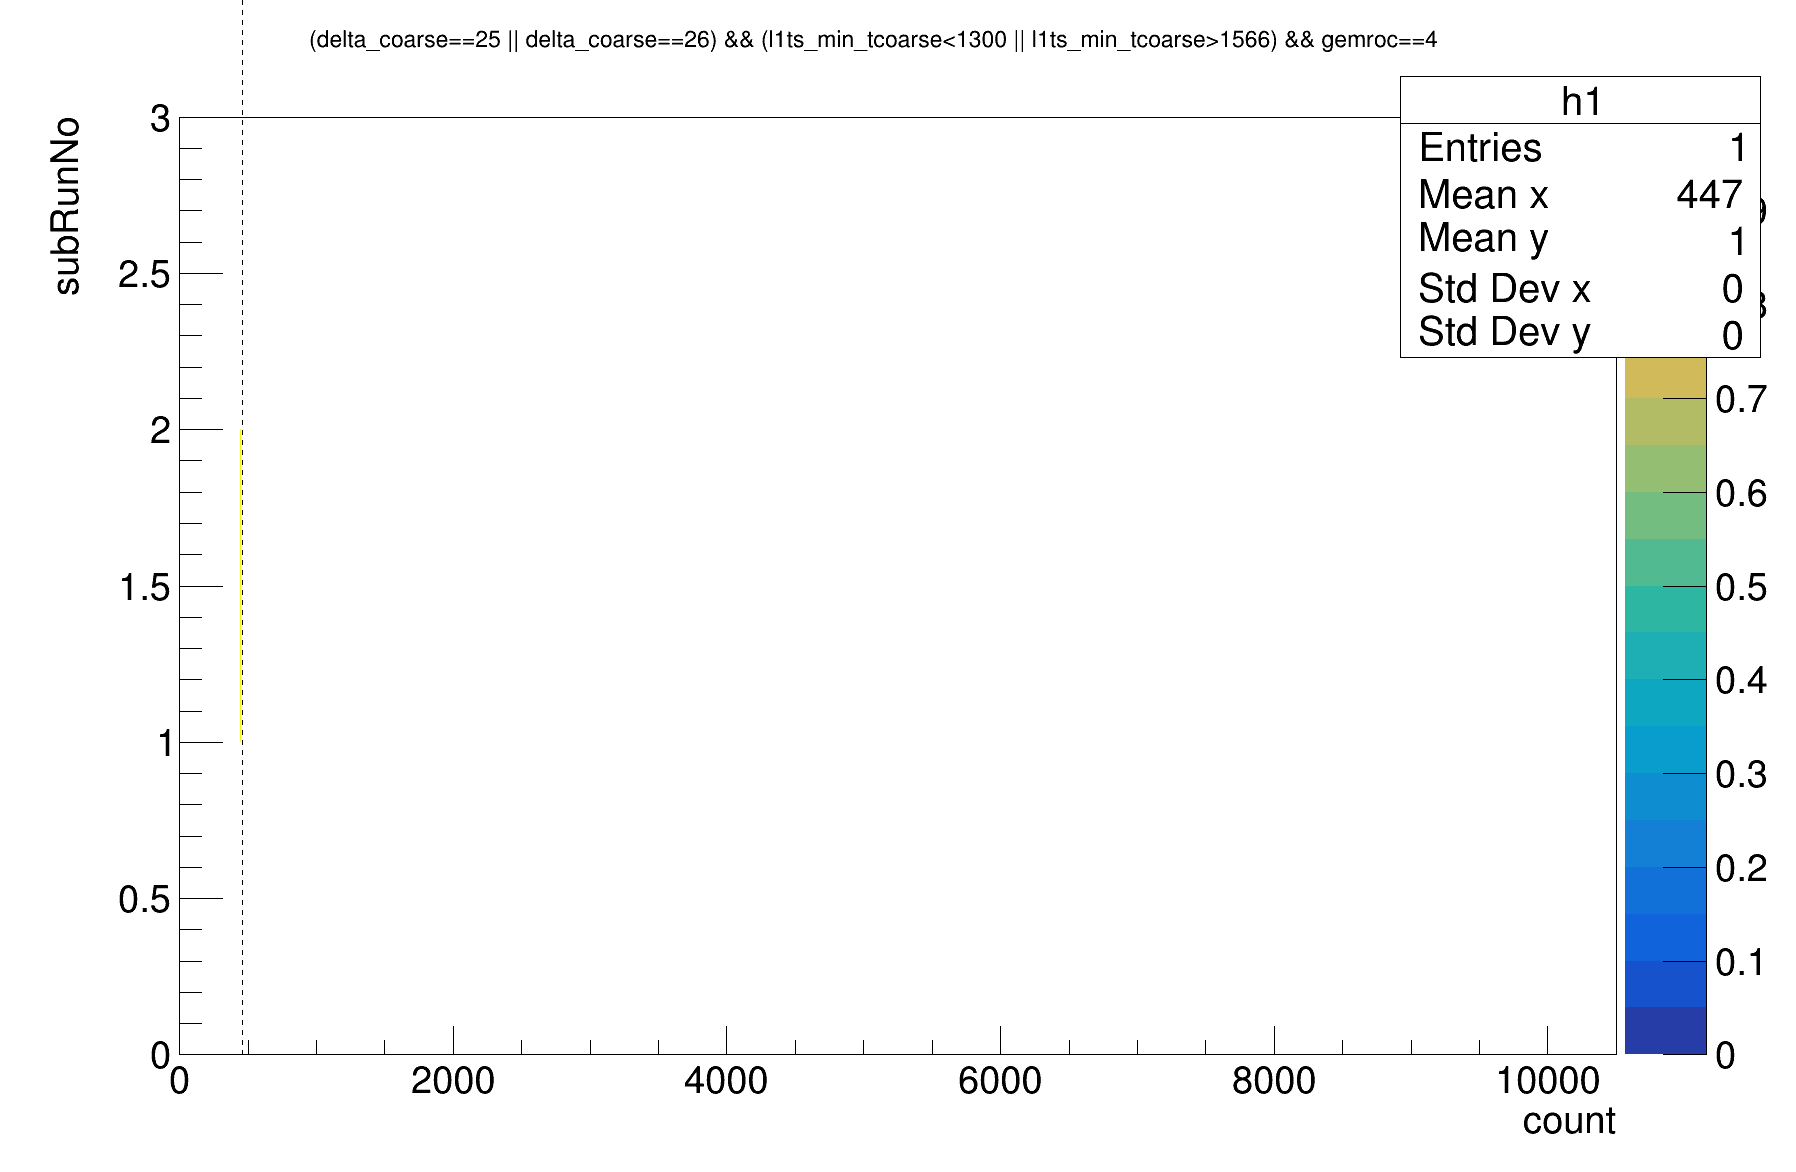 (delta_coarse==25 || delta_coarse==26) && (l1ts_min_tcoarse<1300 || l1ts_min_tcoarse>1566) && gemroc==4
h1
Entries 1
Mean x 447
Mean y 1
Std Dev x 0
Std Dev y 0
subRunNo
3
2.5
2
1.5
1
0.5
0
0 2000 4000 6000 8000 10000
count
0.7
0.6
0.5
0.4
0.3
0.2
0.1
0